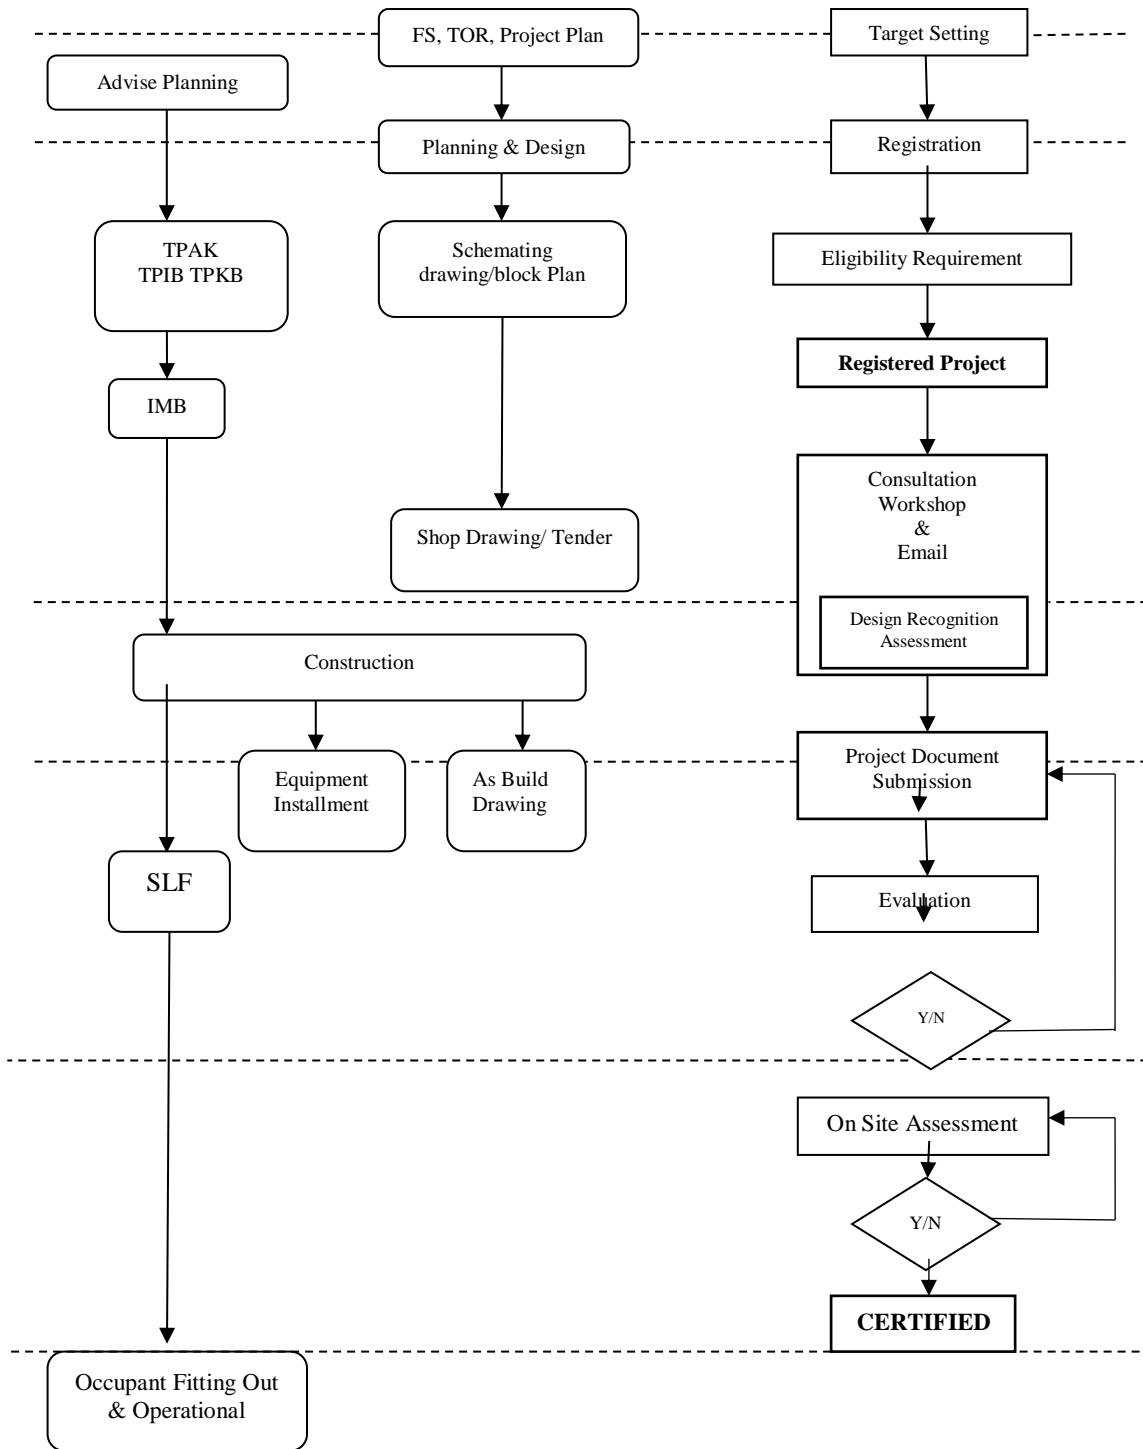 FS, TOR, Project Plan
Target Setting
Advise Planning
Planning & Design
Registration
TPAK
TPIB TPKB
Schemating
drawing/block Plan
Eligibility Requirement
Registered Project
IMB
Consultation
Workshop
&
Email
Shop Drawing/ Tender
Design Recognition
Assessment
Construction
Project Document
Submission
Equipment
Installment
As Build
Drawing
SLF
Evaluation
Y/N
On Site Assessment
Y/N
CERTIFIED
Occupant Fitting Out
& Operational